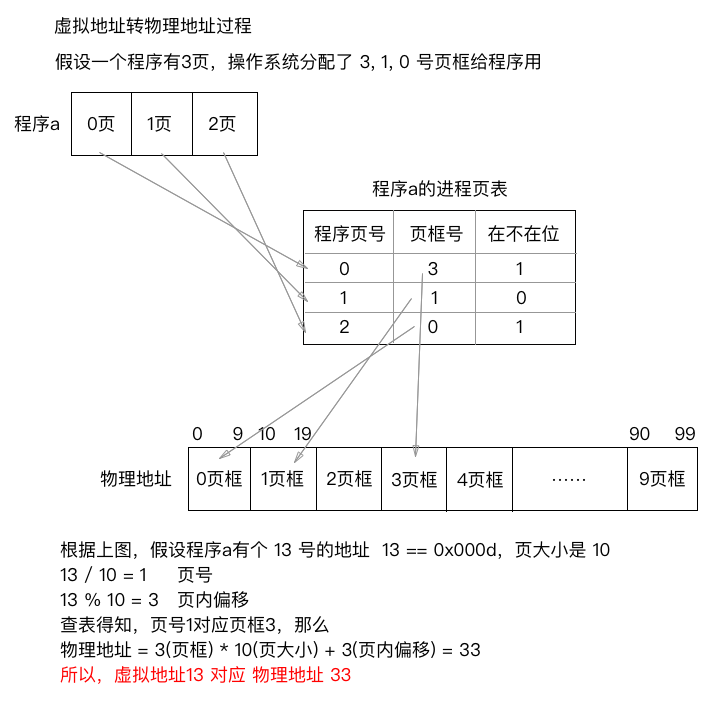 虚拟地址转物理地址过程
假设一个程序有3页，操作系统分配了 3, 1, 0 号页框给程序用
程序a 0页 1页 2页
程序a的进程页表
程序页号 页框号 在不在位
0 3 1
1 1 0
2 0 1
0 9 10 19 90 99
物理地址 0页框 1页框 2页框 3页框 4页框 …… 9页框
根据上图，假设程序a有个 13 号的地址 13 == 0x000d，页大小是 10
13 / 10 = 1 页号
13 % 10 = 3 页内偏移
查表得知，页号1对应页框3，那么
物理地址 = 3(页框) * 10(页大小) + 3(页内偏移) = 33
所以，虚拟地址13 对应 物理地址 33